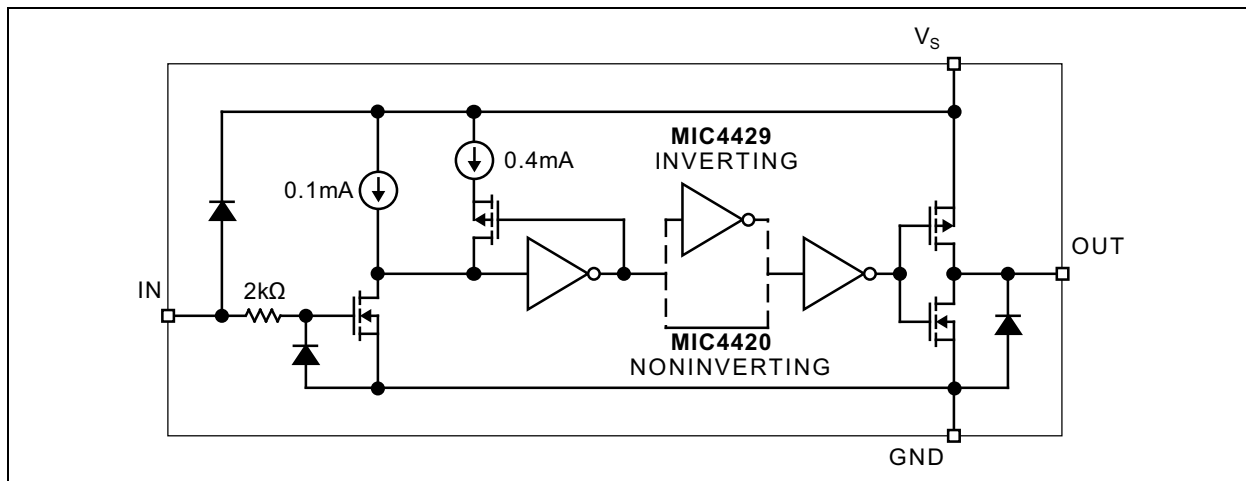 V_S
MIC4429
INVERTING
0.4mA
0.1mA
OUT
IN
2kΩ
MIC4420
NONINVERTING
GND